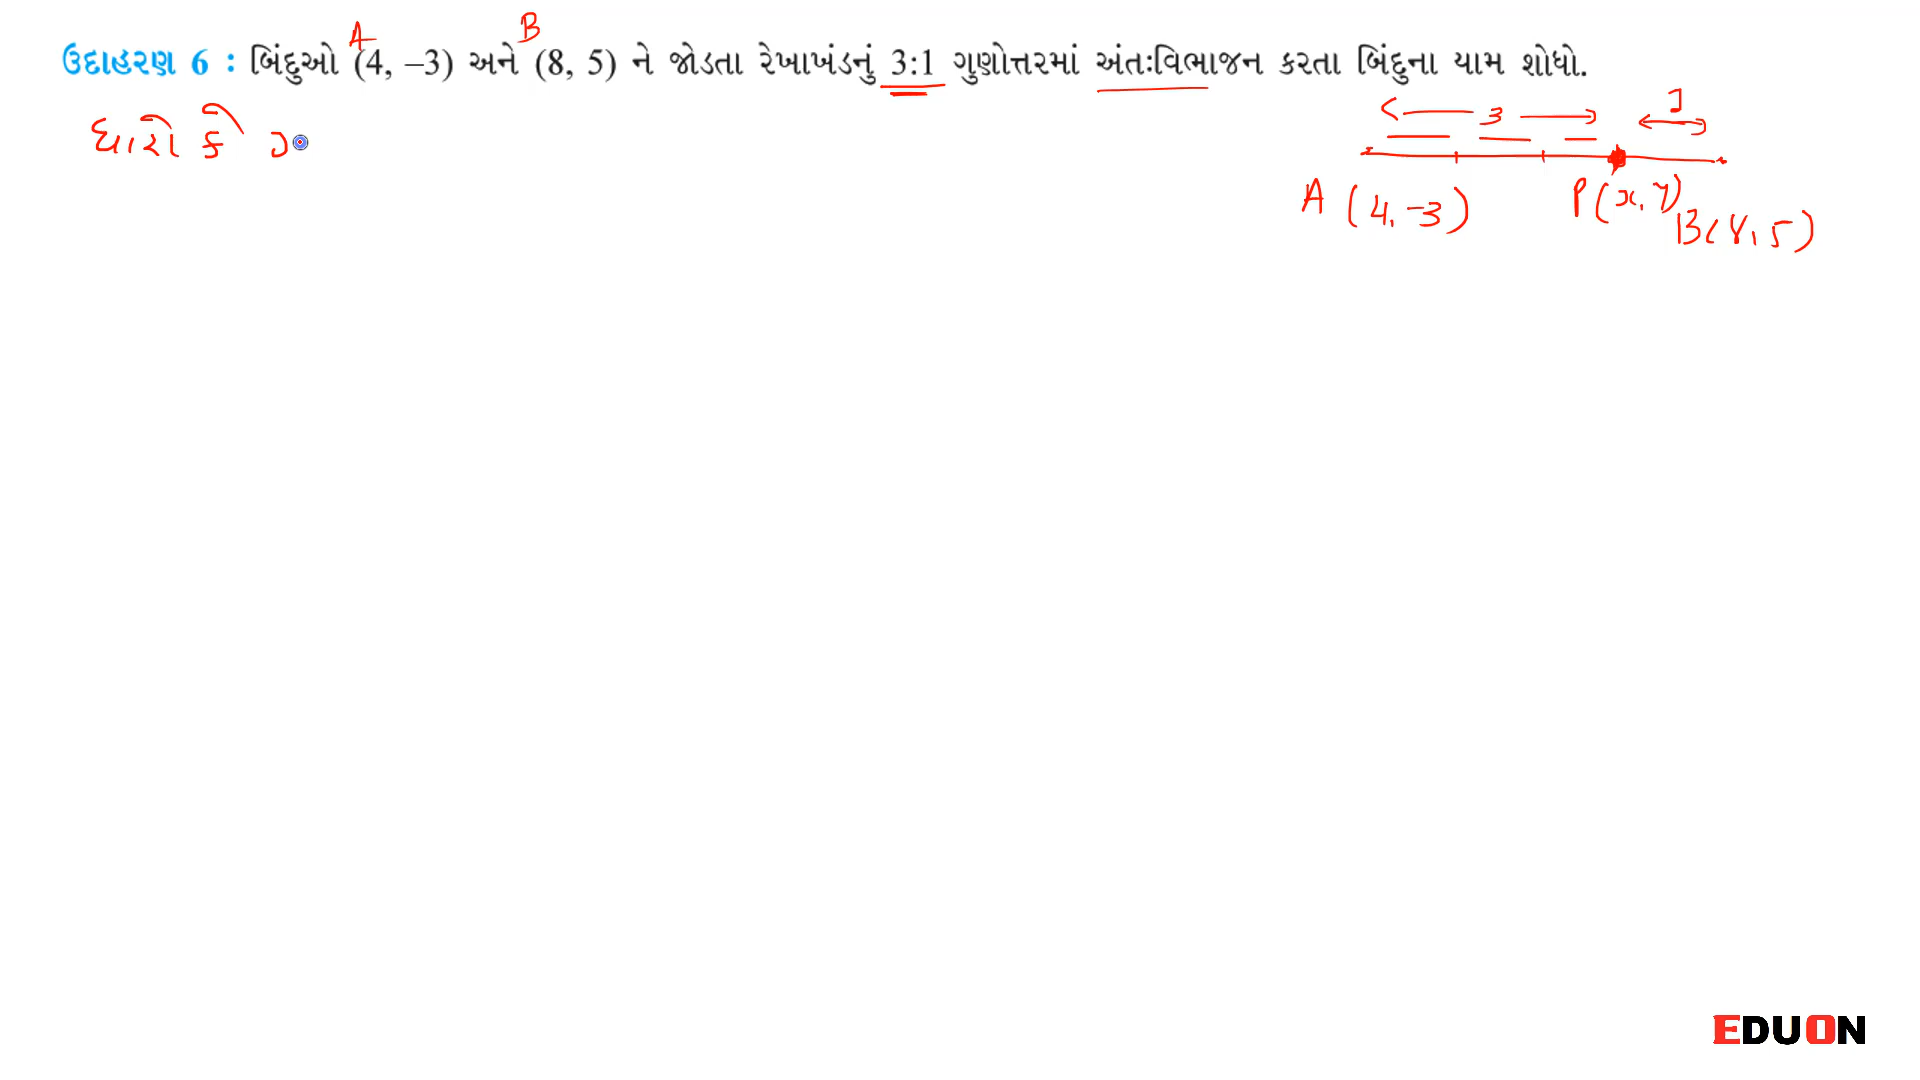 A B
ઉદાહરણ 6 : બિંદુઓ (4, –3) અને (8, 5) ને જોડતા રેખાખંડનું 3:1 ગુણોત્તરમાં અંતઃવિભાજન કરતા બિંદુના યામ શોધો.
3 1
ધારો કે
A (4, -3) P(x, y)
B(8, 5)
EDUON